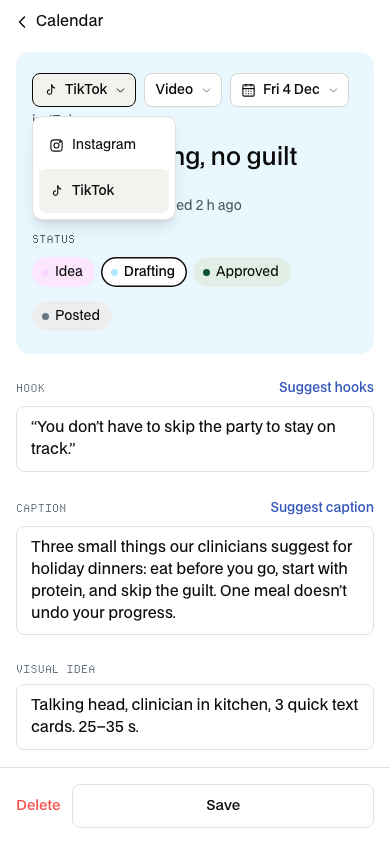 Calendar
TikTok Video Fri 4 Dec
Instagram
ng, no guilt
TikTok
ed 2 h ago
STATUS
Idea Drafting Approved
Posted
HOOK Suggest hooks
“You don’t have to skip the party to stay on
track.”
CAPTION Suggest caption
Three small things our clinicians suggest for
holiday dinners: eat before you go, start with
protein, and skip the guilt. One meal doesn’t
undo your progress.
VISUAL IDEA
Talking head, clinician in kitchen, 3 quick text
cards. 25–35 s.
Delete Save